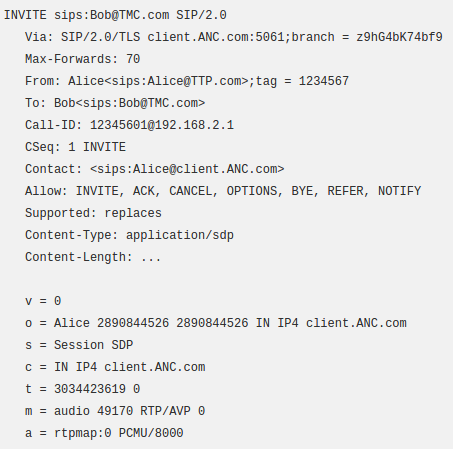 INVITE sips:Bob@TMC.com SIP/2.0
Via: SIP/2.0/TLS client.ANC.com:5061;branch = z9hG4bK74bf9
Max-Forwards: 70
From: Alice<sips:Alice@TTP.com>;tag = 1234567
To: Bob<sips:Bob@TMC.com>
Call-ID: 12345601@192.168.2.1
CSeq: 1 INVITE
Contact: <sips:Alice@client.ANC.com>
Allow: INVITE, ACK, CANCEL, OPTIONS, BYE, REFER, NOTIFY
Supported: replaces
Content-Type: application/sdp
Content-Length: ...

v = 0
o = Alice 2890844526 2890844526 IN IP4 client.ANC.com
s = Session SDP
c = IN IP4 client.ANC.com
t = 3034423619 0
m = audio 49170 RTP/AVP 0
a = rtpmap:0 PCMU/8000